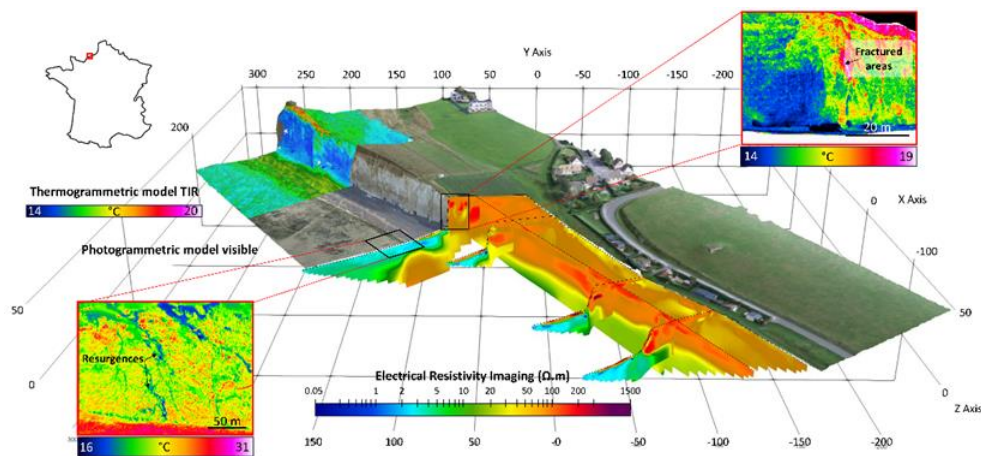 Y Axis
300 250 200 150 100 50 0 -50 -100 -150 -200
200
Fractured
areas
20 m
14 °C 19
Thermogrammetric model TIR
14 °C 20
Photogrammetric model visible
0
X Axis
-100
50
50
0
Resurgences
50 m
16 °C 31
Electrical Resistivity Imaging (Ω.m)
0.05 1 2 5 10 20 50 100 200 1500
150 100 50 -0 -50 -100 -150 -200
0
Z Axis